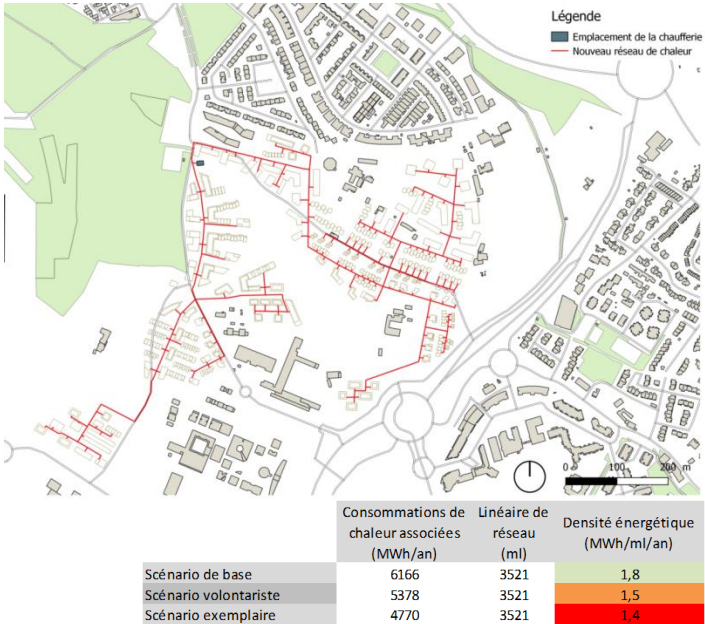 Légende
Emplacement de la chaufferie
Nouveau réseau de chaleur
0 100 200 m
Consommations de chaleur associées (MWh/an) Linéaire de réseau (ml) Densité énergétique (MWh/ml/an)
Scénario de base 6166 3521 1,8
Scénario volontariste 5378 3521 1,5
Scénario exemplaire 4770 3521 1,4